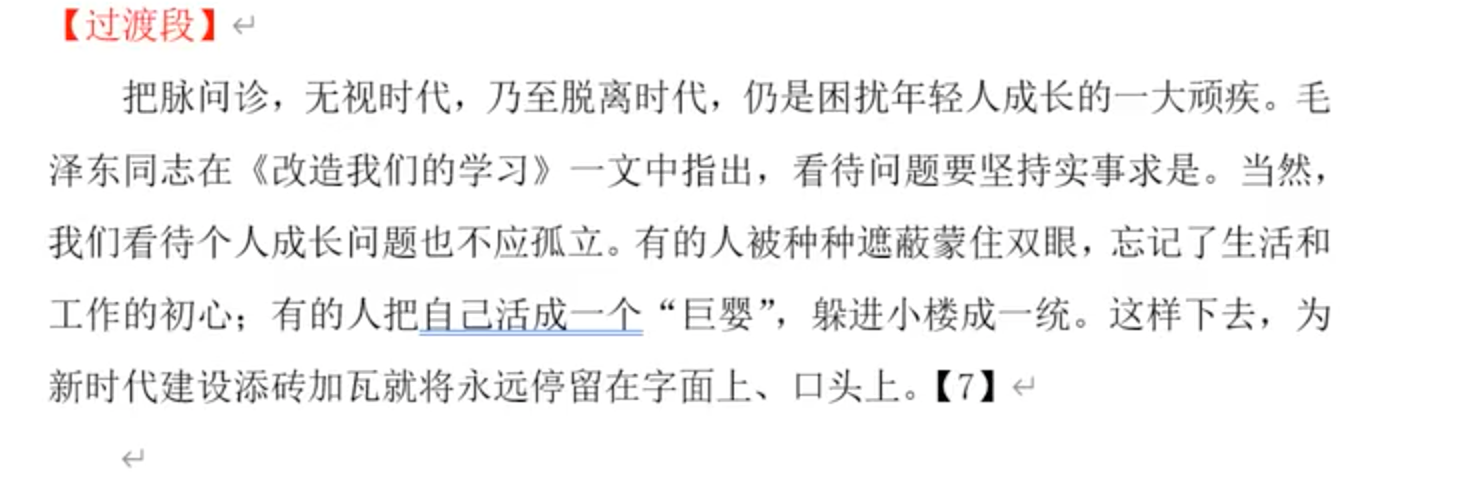 【过渡段】
把脉问诊，无视时代，乃至脱离时代，仍是困扰年轻人成长的一大顽疾。毛
泽东同志在《改造我们的学习》一文中指出，看待问题要坚持实事求是。当然，
我们看待个人成长问题也不应孤立。有的人被种种遮蔽蒙住双眼，忘记了生活和
工作的初心；有的人把自己活成一个“巨婴”，躲进小楼成一统。这样下去，为
新时代建设添砖加瓦就将永远停留在字面上、口头上。【7】